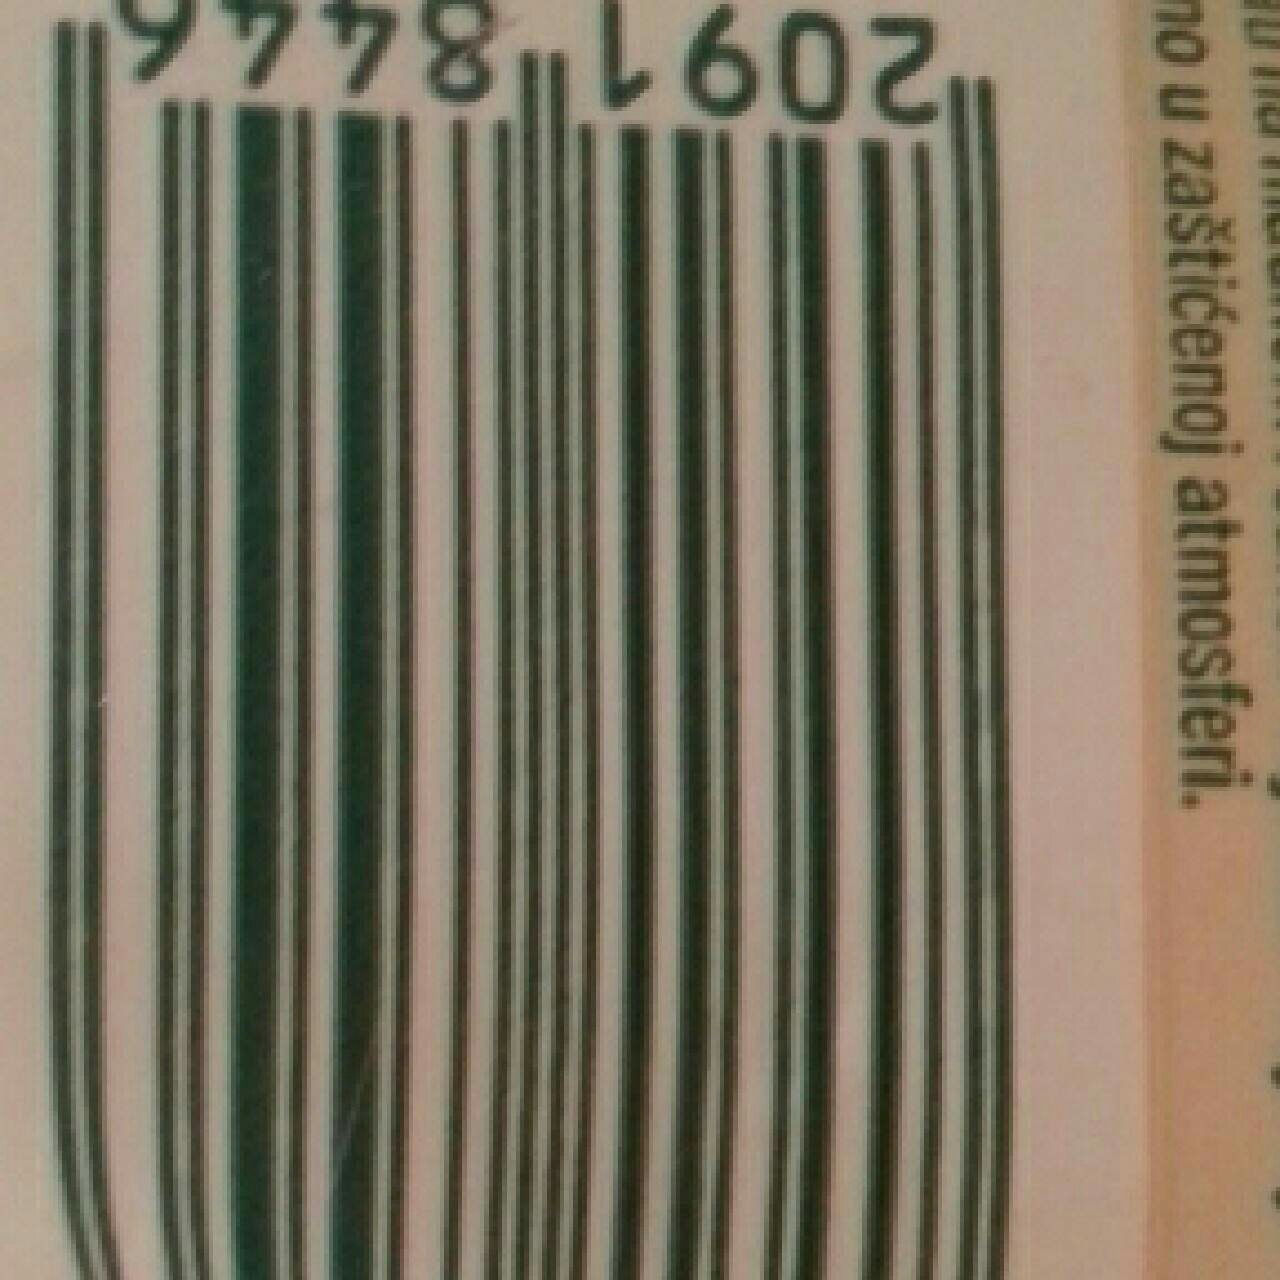 2091 8446
no u zaštićenoj atmosferi.